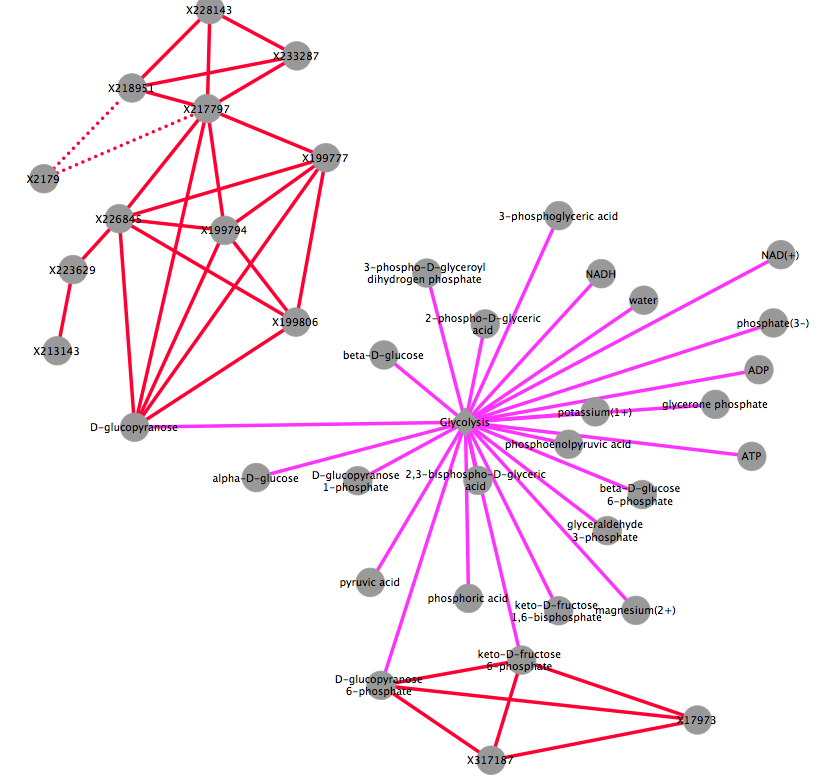 X228143
X233287
X218951
X217797
X199777
X2179
X226845
X199794
X223629
X199806
X213143
D-glucopyranose
3-phosphoglyceric acid
3-phospho-D-glyceroyl
dihydrogen phosphate
NADH
NAD(+)
water
2-phospho-D-glyceric
acid
phosphate(3-)
beta-D-glucose
ADP
Glycolysis
potassium(1+)
glycerone phosphate
phosphoenolpyruvic acid
ATP
alpha-D-glucose
D-glucopyranose
1-phosphate
2,3-bisphospho-D-glyceric
acid
beta-D-glucose
6-phosphate
glyceraldehyde
3-phosphate
pyruvic acid
phosphoric acid
keto-D-fructose
1,6-bisphosphate
magnesium(2+)
keto-D-fructose
6-phosphate
D-glucopyranose
6-phosphate
X17973
X317187